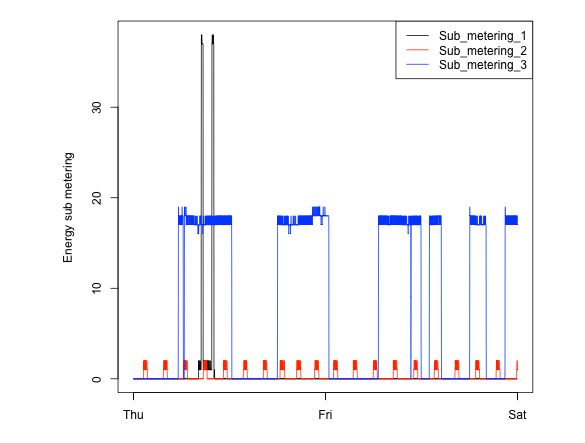 Sub_metering_1
Sub_metering_2
Sub_metering_3
Energy sub metering
30
20
10
0
Thu Fri Sat